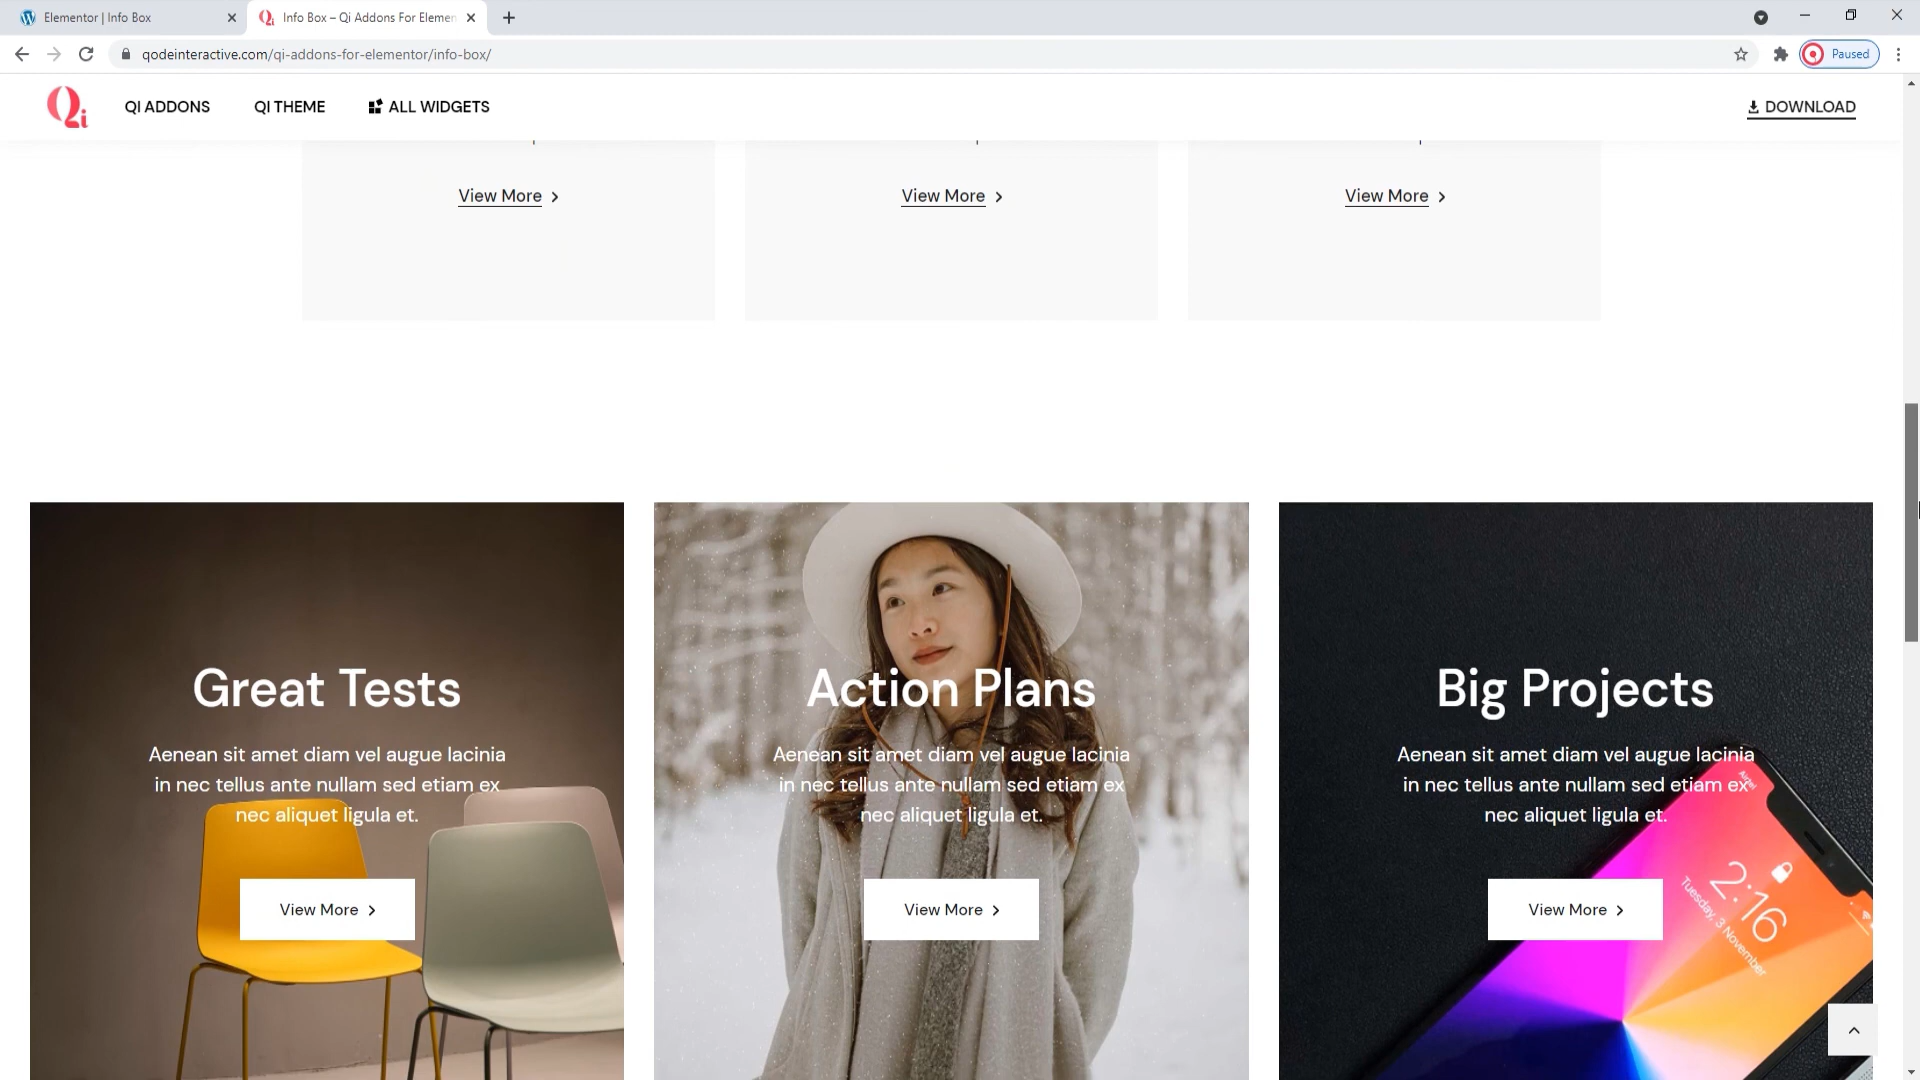 Elementor | Info Box
Info Box – Qi Addons For Elemen
qodeinteractive.com/qi-addons-for-elementor/info-box/
Paused
Qi
QI ADDONS
QI THEME
ALL WIDGETS
DOWNLOAD
View More
View More
View More
Great Tests
Aenean sit amet diam vel augue lacinia
in nec tellus ante nullam sed etiam ex
nec aliquet ligula et.
View More
Action Plans
Aenean sit amet diam vel augue lacinia
in nec tellus ante nullam sed etiam ex
nec aliquet ligula et.
View More
Big Projects
Aenean sit amet diam vel augue lacinia
in nec tellus ante nullam sed etiam ex
nec aliquet ligula et.
View More
2:16
Tuesday, 3 November